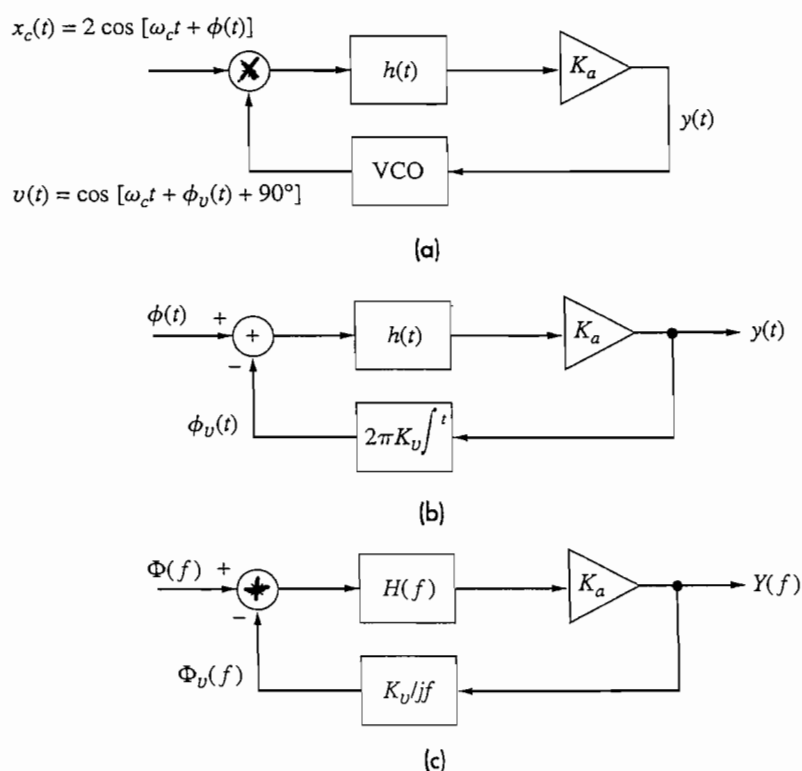 x_c(t) = 2 cos [ω_c t + ϕ(t)]
×
h(t)
K_a
y(t)
VCO
v(t) = cos [ω_c t + ϕ_v(t) + 90°]
(a)
ϕ(t) +
+
−
h(t)
K_a
y(t)
ϕ_v(t)
2πK_v ∫^t
(b)
Φ(f) +
+
−
H(f)
K_a
Y(f)
Φ_v(f)
K_v/jf
(c)